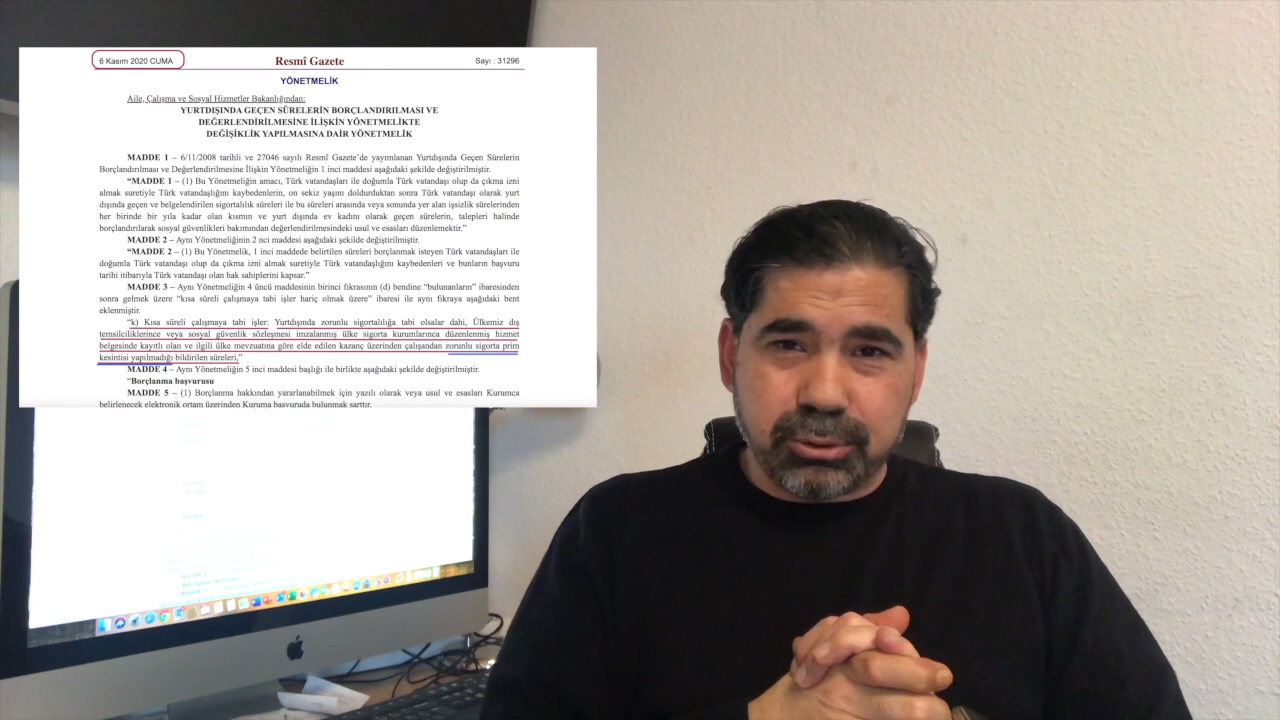 6 Kasım 2020 CUMA Resmî Gazete Sayı : 31296
YÖNETMELİK
Aile, Çalışma ve Sosyal Hizmetler Bakanlığından:
YURTDIŞINDA GEÇEN SÜRELERİN BORÇLANDIRILMASI VE
DEĞERLENDİRİLMESİNE İLİŞKİN YÖNETMELİKTE
DEĞİŞİKLİK YAPILMASINA DAİR YÖNETMELİK
MADDE 1 – 6/11/2008 tarihli ve 27046 sayılı Resmî Gazete'de yayımlanan Yurtdışında Geçen Sürelerin
Borçlandırılması ve Değerlendirilmesine İlişkin Yönetmeliğin 1 inci maddesi aşağıdaki şekilde değiştirilmiştir.
“MADDE 1 – (1) Bu Yönetmeliğin amacı, Türk vatandaşları ile doğumla Türk vatandaşı olup da çıkma izni
almak suretiyle Türk vatandaşlığını kaybedenlerin, on sekiz yaşını doldurduktan sonra Türk vatandaşı olarak yurt
dışında geçen ve belgelendirilen sigortalılık süreleri ile bu süreleri arasında veya sonunda yer alan işsizlik sürelerinden
her birinde bir yıla kadar olan kısmın ve yurt dışında ev kadını olarak geçen sürelerin, talepleri halinde
borçlandırılarak sosyal güvenlikleri bakımından değerlendirilmesindeki usul ve esasları düzenlemektir.”
MADDE 2 – Aynı Yönetmeliğinin 2 nci maddesi aşağıdaki şekilde değiştirilmiştir.
“MADDE 2 – (1) Bu Yönetmelik, 1 inci maddede belirtilen süreleri borçlanmak isteyen Türk vatandaşları ile
doğumla Türk vatandaşı olup da çıkma izni almak suretiyle Türk vatandaşlığını kaybedenleri ve bunların başvuru
tarihi itibarıyla Türk vatandaşı olan hak sahiplerini kapsar.”
MADDE 3 – Aynı Yönetmeliğin 4 üncü maddesinin birinci fıkrasının (d) bendine “bulunanların” ibaresinden
sonra gelmek üzere “kısa süreli çalışmaya tabi işler hariç olmak üzere” ibaresi ile aynı fıkraya aşağıdaki bent
eklenmiştir.
“k) Kısa süreli çalışmaya tabi işler: Yurtdışında zorunlu sigortalılığa tabi olsalar dahi, Ülkemiz dış
temsilciliklerince veya sosyal güvenlik sözleşmesi imzalanmış ülke sigorta kurumlarınca düzenlenmiş hizmet
belgesinde kayıtlı olan ve ilgili ülke mevzuatına göre elde edilen kazanç üzerinden çalışandan zorunlu sigorta prim
kesintisi yapılmadığı bildirilen süreleri,”
MADDE 4 – Aynı Yönetmeliğin 5 inci maddesi başlığı ile birlikte aşağıdaki şekilde değiştirilmiştir.
“Borçlanma başvurusu
MADDE 5 – (1) Borçlanma hakkından yararlanabilmek için yazılı olarak veya usul ve esasları Kurumca
belirlenecek elektronik ortam üzerinden Kuruma başvuruda bulunmak şarttır.